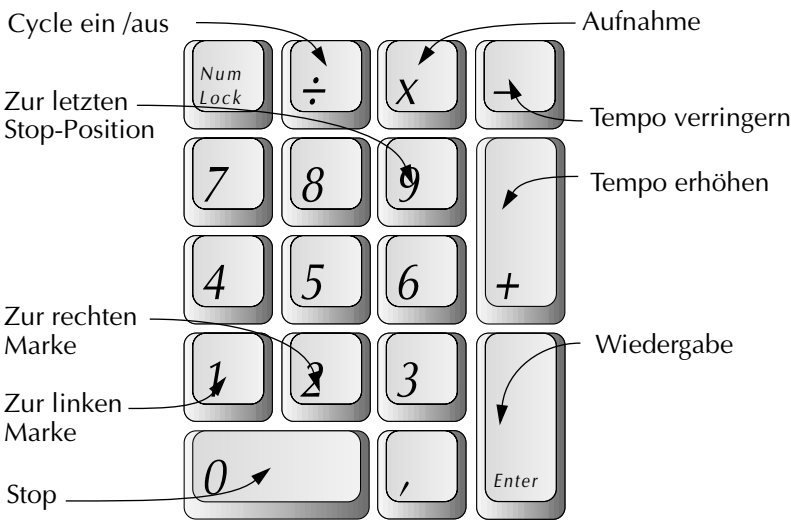 Cycle ein /aus
Aufnahme
Num
Lock
÷
x
–
Zur letzten
Stop-Position
Tempo verringern
7
8
9
Tempo erhöhen
4
5
6
+
Zur rechten
Marke
Wiedergabe
1
2
3
Zur linken
Marke
0
,
Enter
Stop